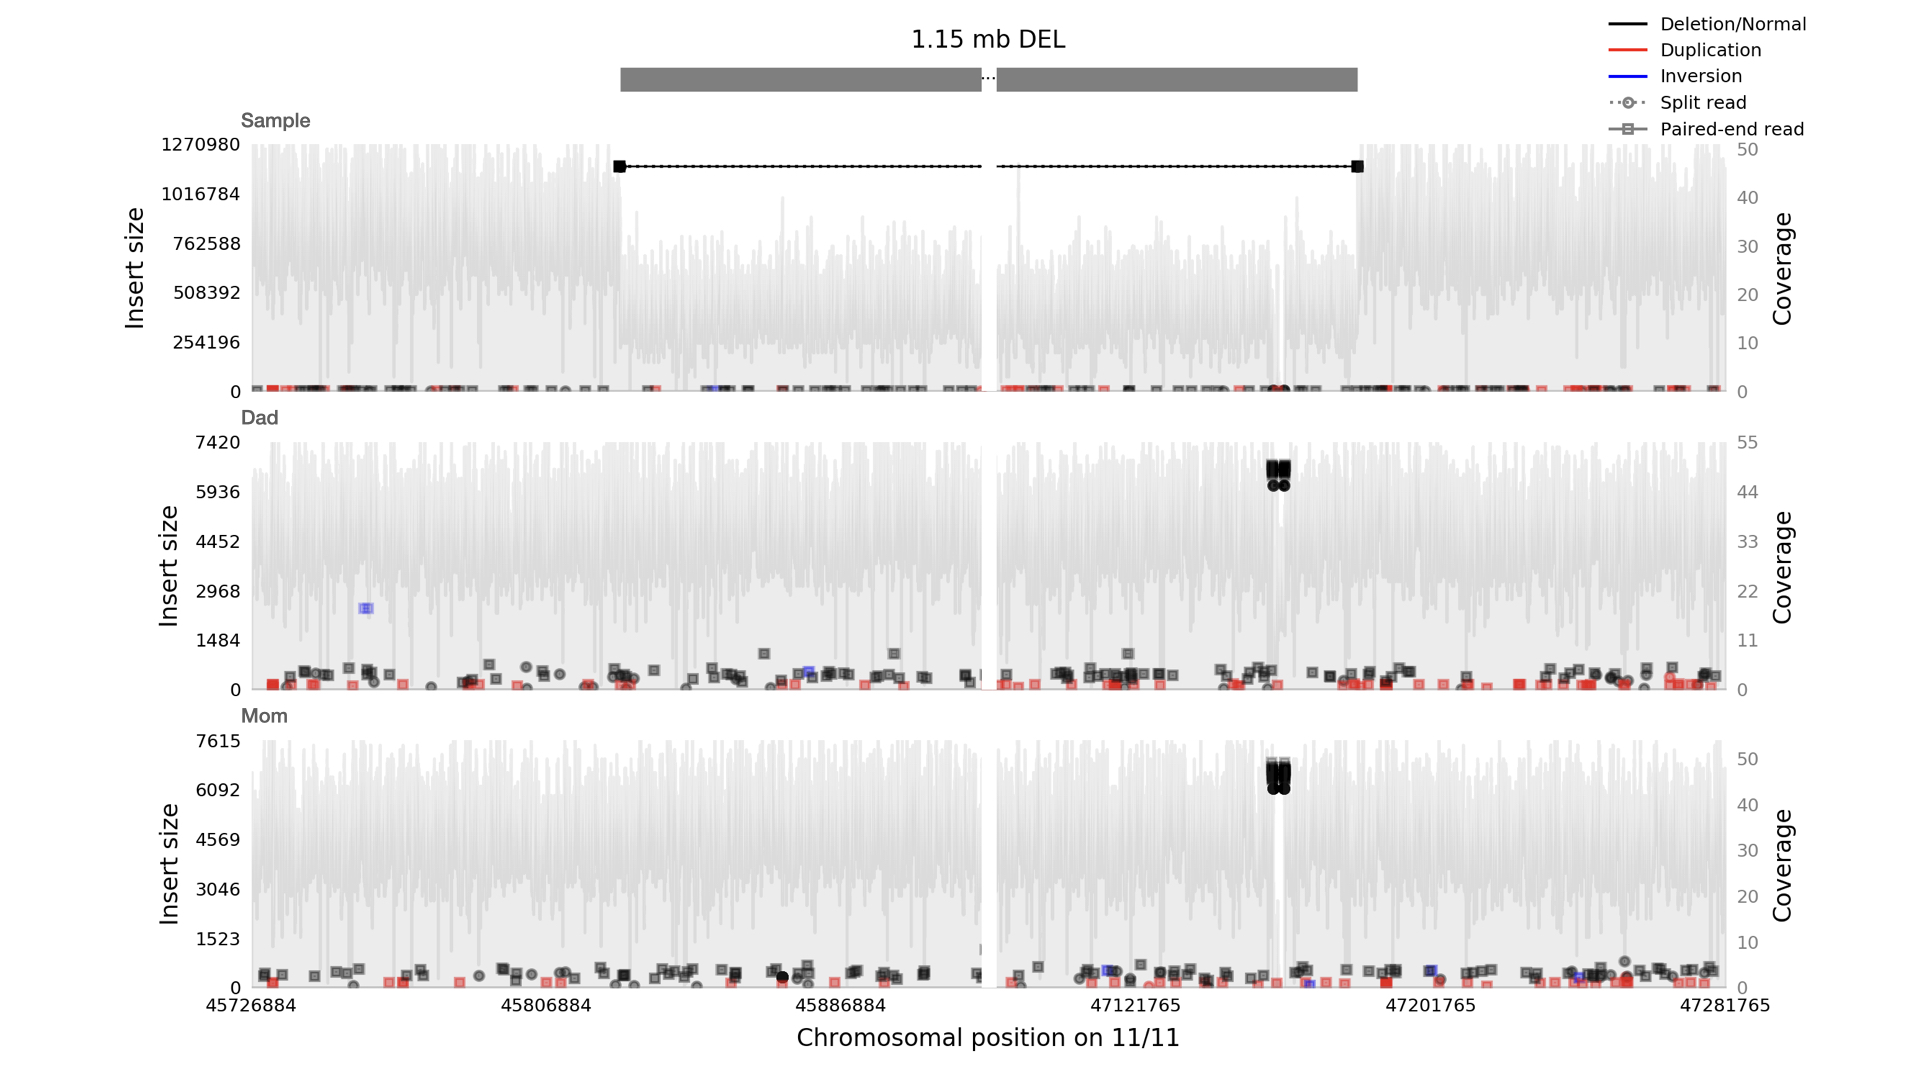 1.15 mb DEL
...
Deletion/Normal
Duplication
Inversion
Split read
Paired-end read
Sample
Insert size
1270980
1016784
762588
508392
254196
0
50
40
30
20
10
0
Coverage
Dad
Insert size
7420
5936
4452
2968
1484
0
55
44
33
22
11
0
Coverage
Mom
Insert size
7615
6092
4569
3046
1523
0
50
40
30
20
10
0
Coverage
45726884 45806884 45886884 47121765 47201765 47281765
Chromosomal position on 11/11